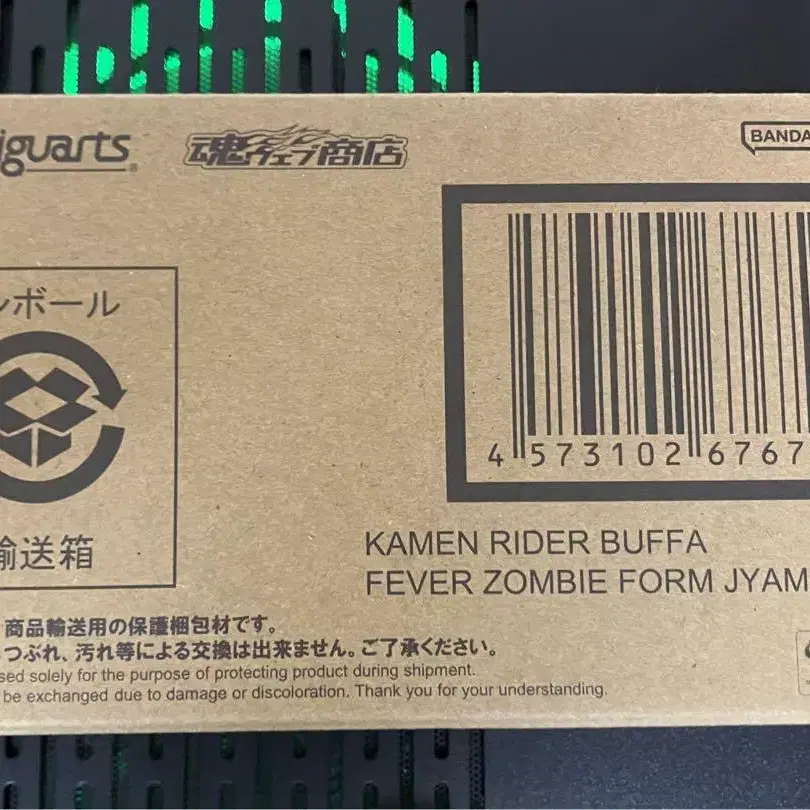 iguarts
魂ウェブ商店
BANDA
ンボール
輸送箱
4 573102 6767
KAMEN RIDER BUFFA
FEVER ZOMBIE FORM JYAM
商品輸送用の保護梱包材です。
つぶれ、汚れ等による交換は出来ません。ご了承ください。
sed solely for the purpose of protecting product during shipment.
be exchanged due to damage or discoloration. Thank you for your understanding.